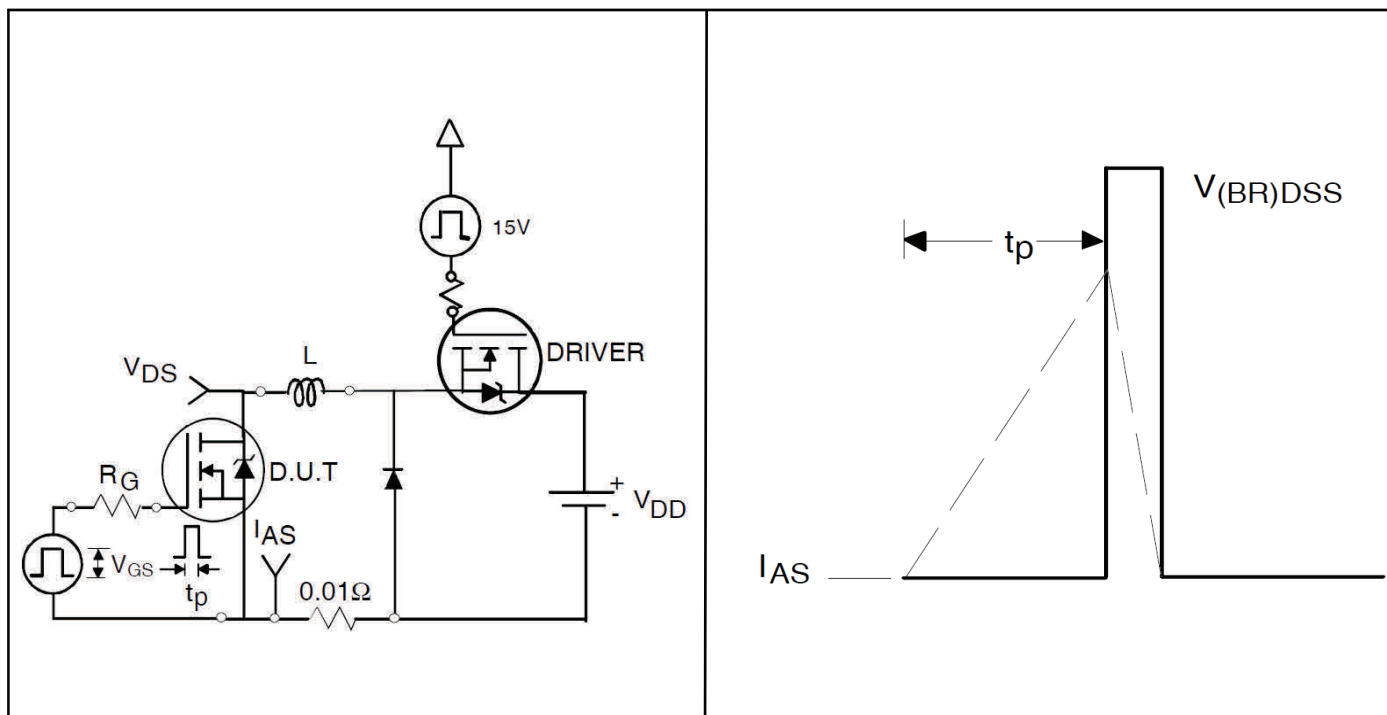 15V
DRIVER
L
VDS
RG
D.U.T
+
-
VDD
IAS
VGS
tp
0.01Ω
V(BR)DSS
tp
IAS